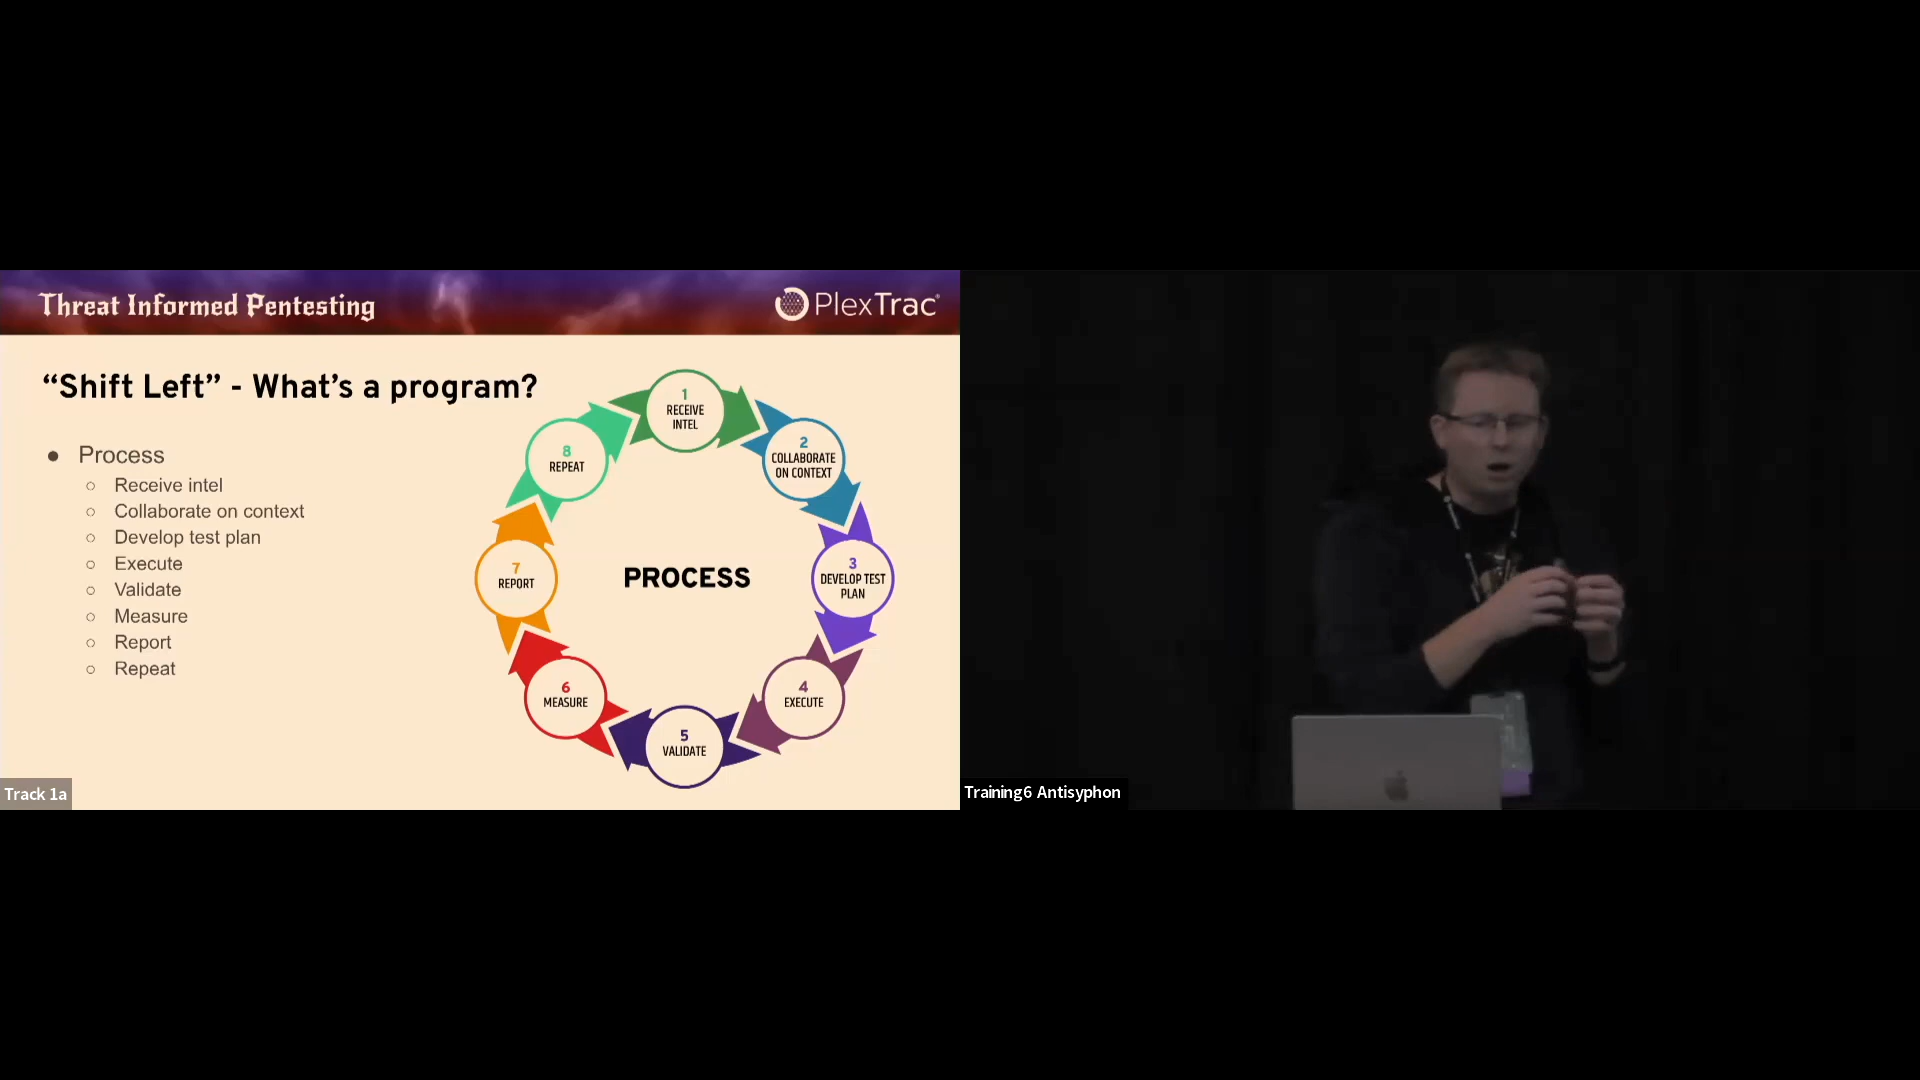 Threat Informed Pentesting
PlexTrac
“Shift Left” - What’s a program?
● Process
○ Receive intel
○ Collaborate on context
○ Develop test plan
○ Execute
○ Validate
○ Measure
○ Report
○ Repeat
1
RECEIVE
INTEL
2
COLLABORATE
ON CONTEXT
3
DEVELOP TEST
PLAN
4
EXECUTE
5
VALIDATE
6
MEASURE
7
REPORT
8
REPEAT
PROCESS
Track 1a
Training6 Antisyphon